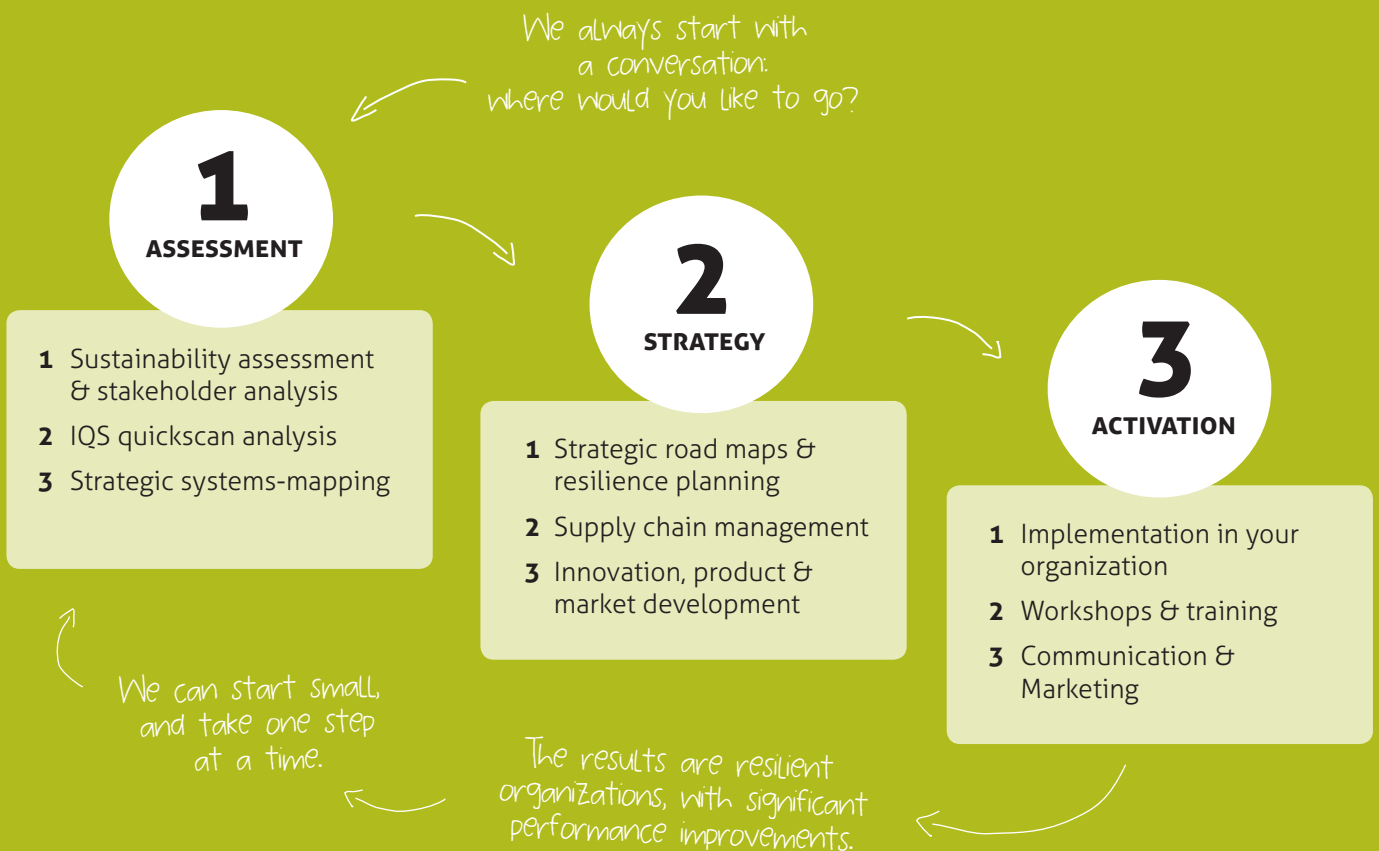 We always start with
a conversation:
where would you like to go?
1
ASSESSMENT
1 Sustainability assessment
& stakeholder analysis
2 IQS quickscan analysis
3 Strategic systems-mapping
2
STRATEGY
1 Strategic road maps &
resilience planning
2 Supply chain management
3 Innovation, product &
market development
3
ACTIVATION
1 Implementation in your
organization
2 Workshops & training
3 Communication &
Marketing
We can start small,
and take one step
at a time.
The results are resilient
organizations, with significant
performance improvements.